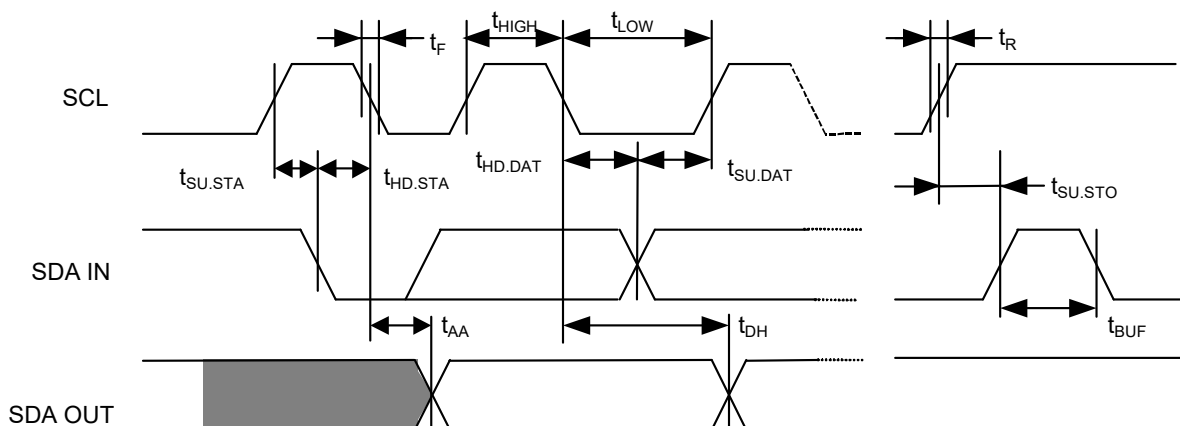 t_F
t_HIGH
t_LOW
t_R
SCL
t_SU.STA
t_HD.STA
t_HD.DAT
t_SU.DAT
t_SU.STO
SDA IN
t_AA
t_DH
t_BUF
SDA OUT